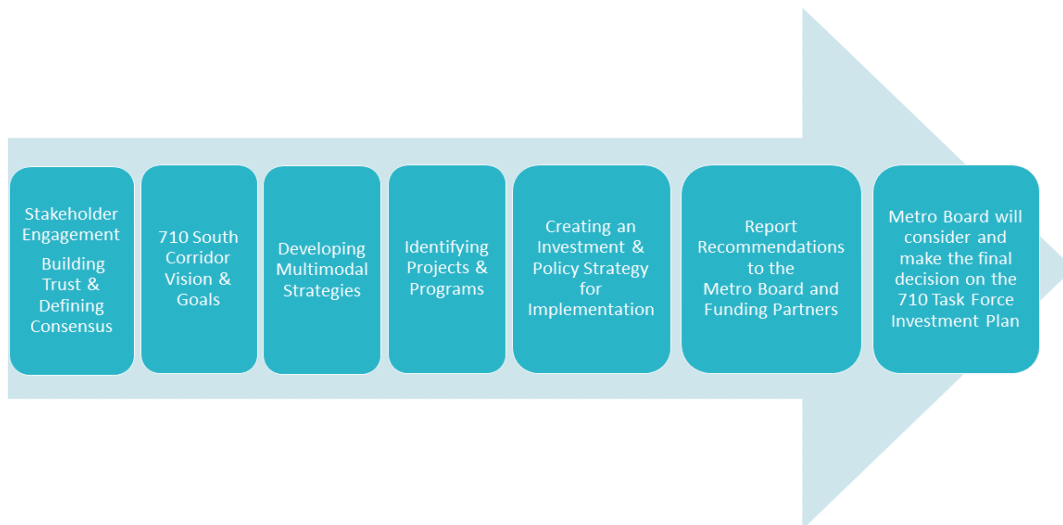 Stakeholder
Engagement
Building
Trust &
Defining
Consensus
710 South
Corridor
Vision &
Goals
Developing
Multimodal
Strategies
Identifying
Projects &
Programs
Creating an
Investment &
Policy Strategy
for
Implementation
Report
Recommendations
to the
Metro Board and
Funding Partners
Metro Board will
consider and
make the final
decision on the
710 Task Force
Investment Plan